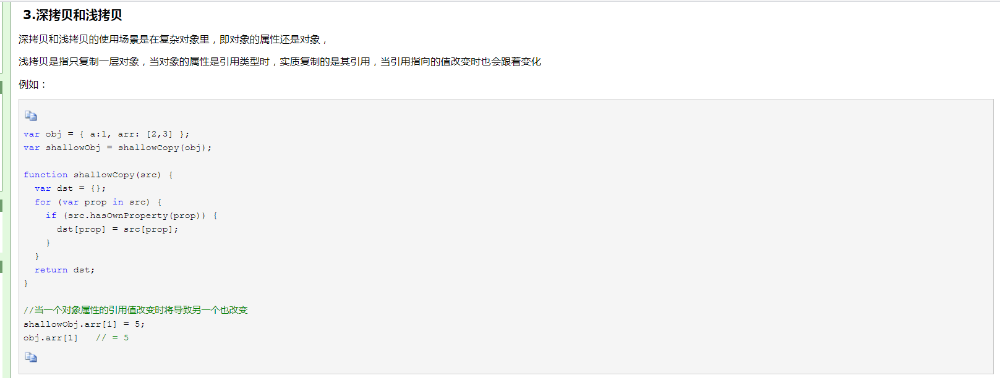 3.深拷贝和浅拷贝
深拷贝和浅拷贝的使用场景是在复杂对象里，即对象的属性还是对象，
浅拷贝是指只复制一层对象，当对象的属性是引用类型时，实质复制的是其引用，当引用指向的值改变时也会跟着变化
例如：
var obj = { a:1, arr: [2,3] };
var shallowObj = shallowCopy(obj);
function shallowCopy(src) {
  var dst = {};
  for (var prop in src) {
    if (src.hasOwnProperty(prop)) {
      dst[prop] = src[prop];
    }
  }
  return dst;
}
//当一个对象属性的引用值改变时将导致另一个也改变
shallowObj.arr[1] = 5;
obj.arr[1]   // = 5